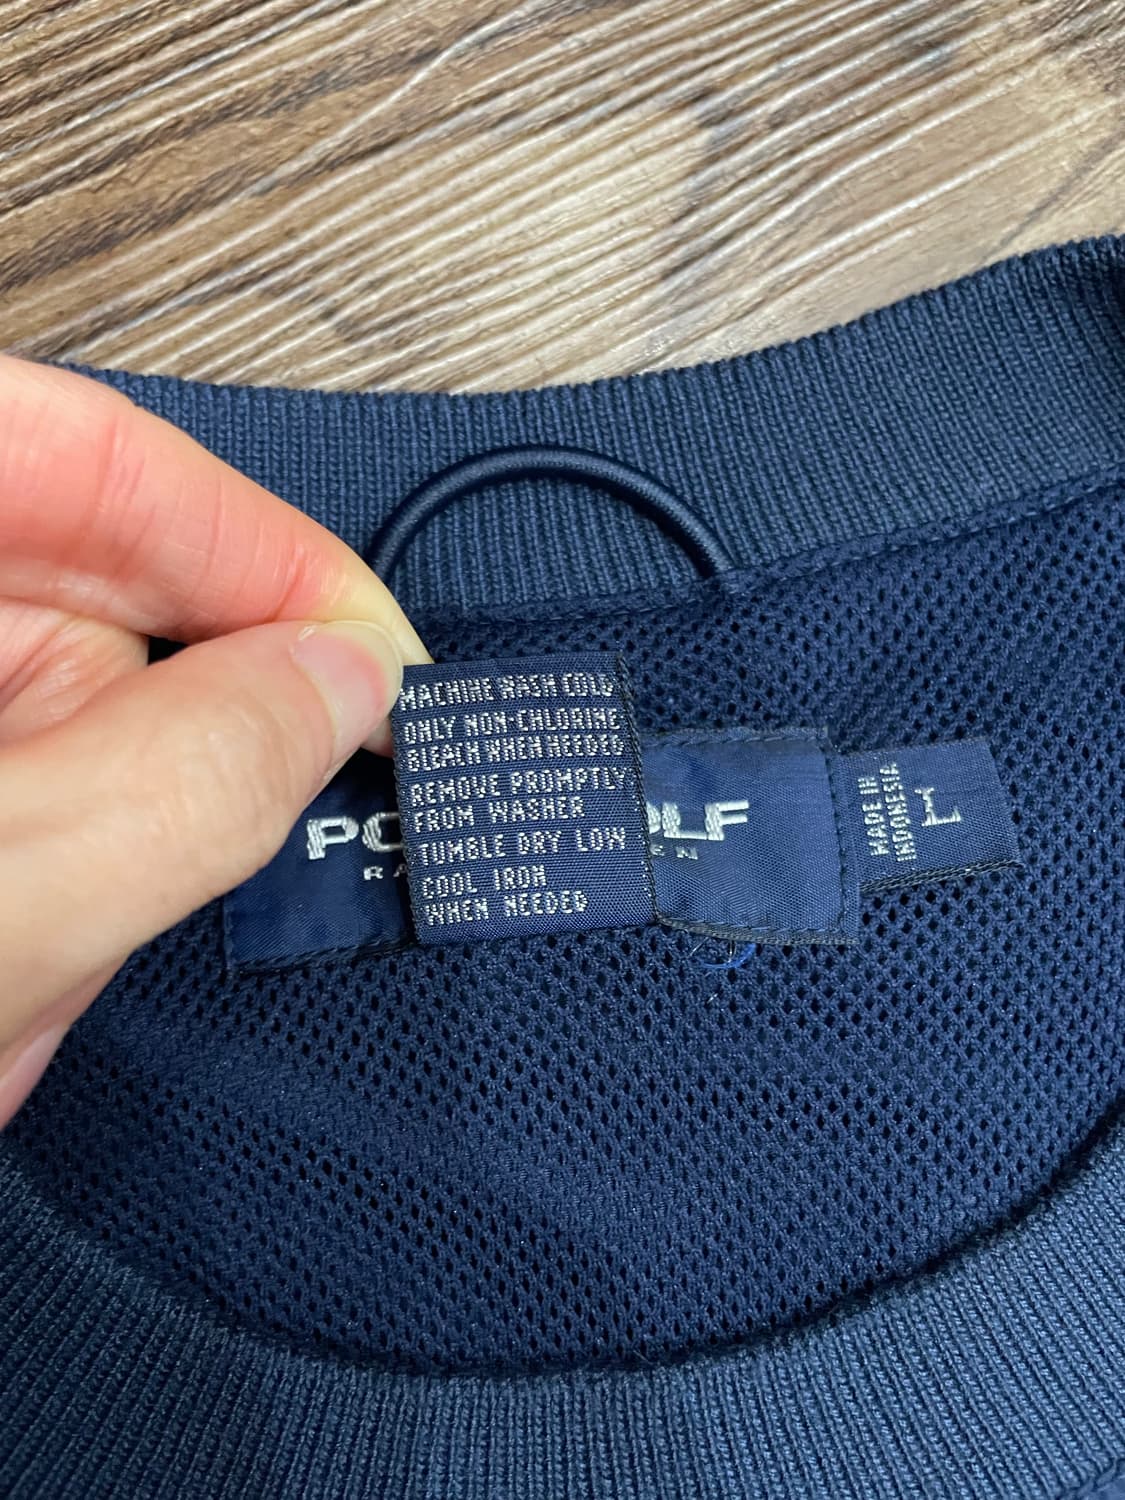 MACHINE WASH COLD
ONLY NON-CHLORINE
BLEACH WHEN NEEDED
REMOVE PROMPTLY
FROM WASHER
TUMBLE DRY LOW
COOL IRON
WHEN NEEDED
MADE IN
INDONESIA
L